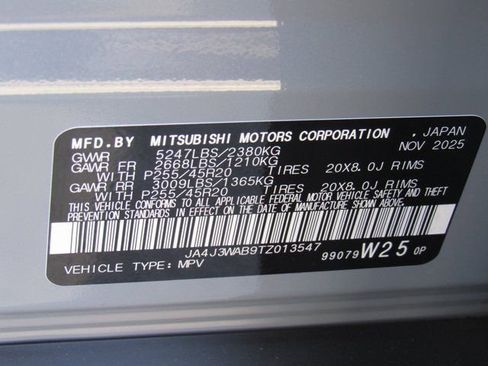 MFD.BY MITSUBISHI MOTORS CORPORATION . JAPAN
GVWR 5247LBS/2380KG NOV 2025
GAWR FR 2668LBS/1210KG
WITH P255/45R20 TIRES 20X8.0J RIMS
GAWR RR 3009LBS/1365KG
WITH P255/45R20 TIRES 20X8.0J RIMS
THIS VEHICLE CONFORMS TO ALL APPLICABLE FEDERAL MOTOR VEHICLE SAFETY AND THEFT
PREVENTION STANDARDS IN EFFECT ON THE DATE OF MANUFACTURE SHOWN ABOVE.
JA4J3WAB9TZ013547
VEHICLE TYPE: MPV 99079 W25 0P